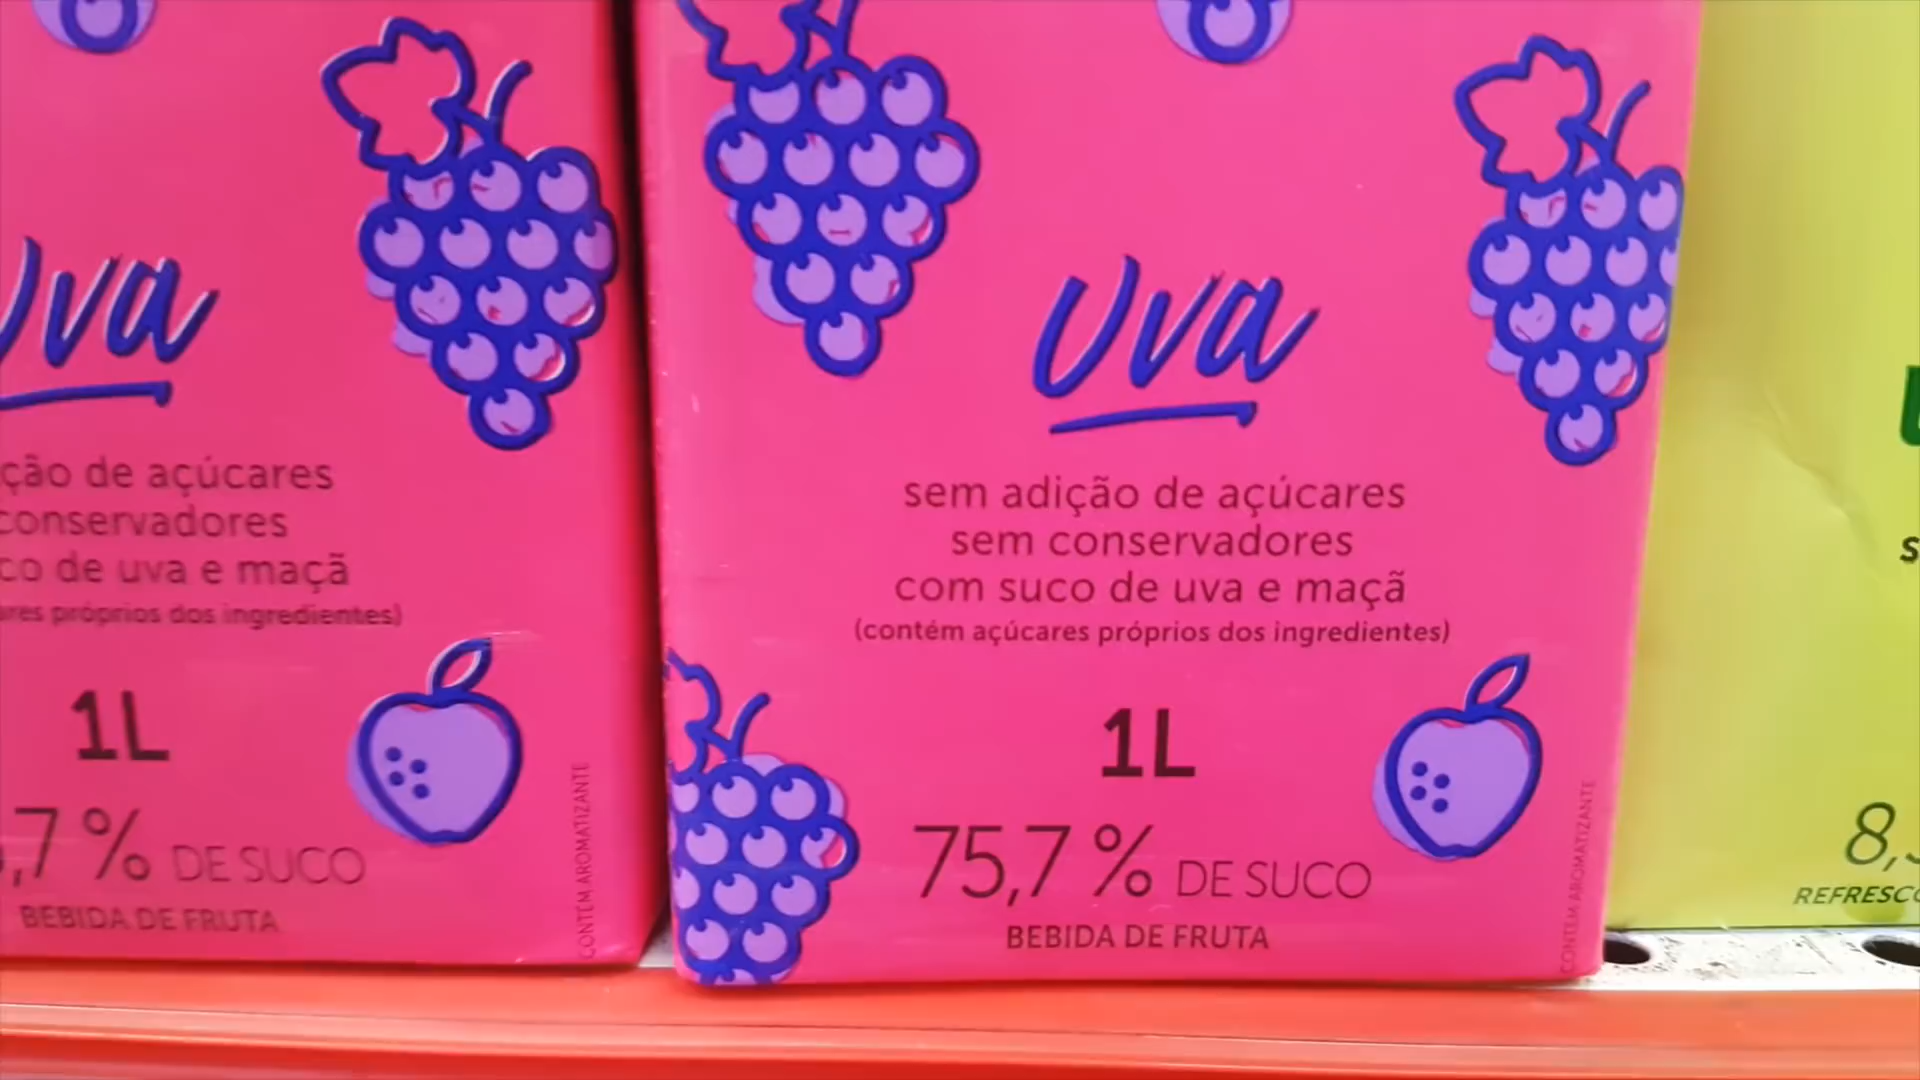 uva
ção de açúcares
conservadores
co de uva e maçã
próprios dos ingredientes)
1L
,7 % DE SUCO
BEBIDA DE FRUTA
CONTÉM AROMATIZANTE
uva
sem adição de açúcares
sem conservadores
com suco de uva e maçã
(contém açúcares próprios dos ingredientes)
1L
75,7 % DE SUCO
BEBIDA DE FRUTA
CONTÉM AROMATIZANTE
8,
REFRESC